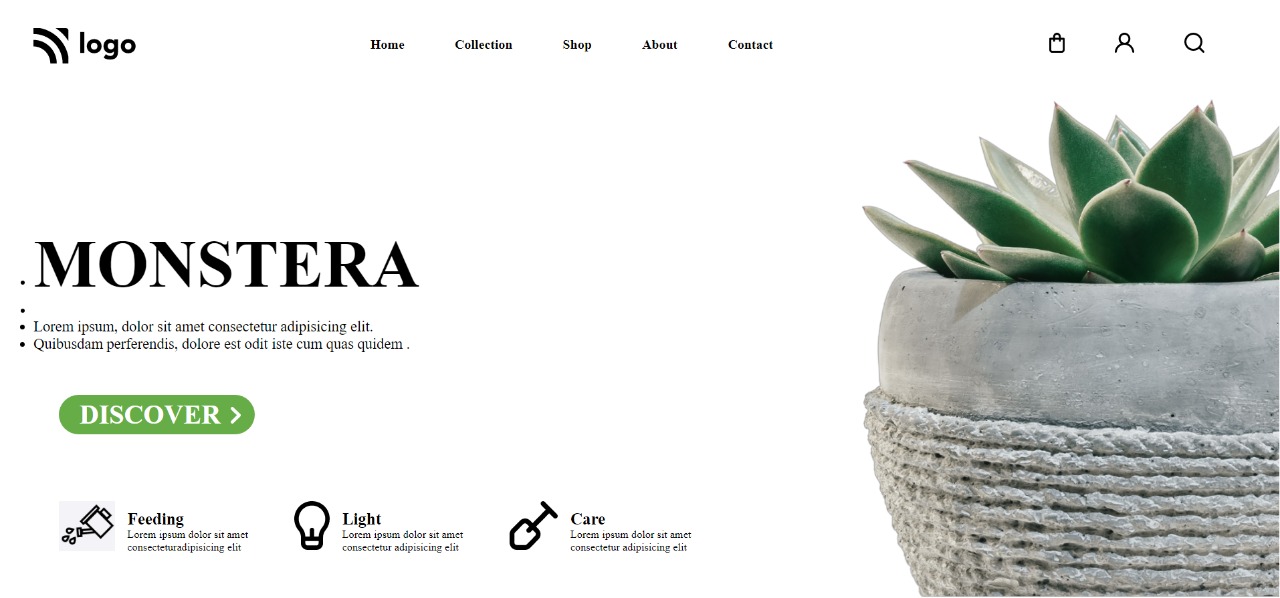 logo
Home Collection Shop About Contact
MONSTERA
Lorem ipsum, dolor sit amet consectetur adipisicing elit.
Quibusdam perferendis, dolore est odit iste cum quas quidem .
DISCOVER
Feeding
Lorem ipsum dolor sit amet
consecteturadipisicing elit
Light
Lorem ipsum dolor sit amet
consectetur adipisicing elit
Care
Lorem ipsum dolor sit amet
consectetur adipisicing elit